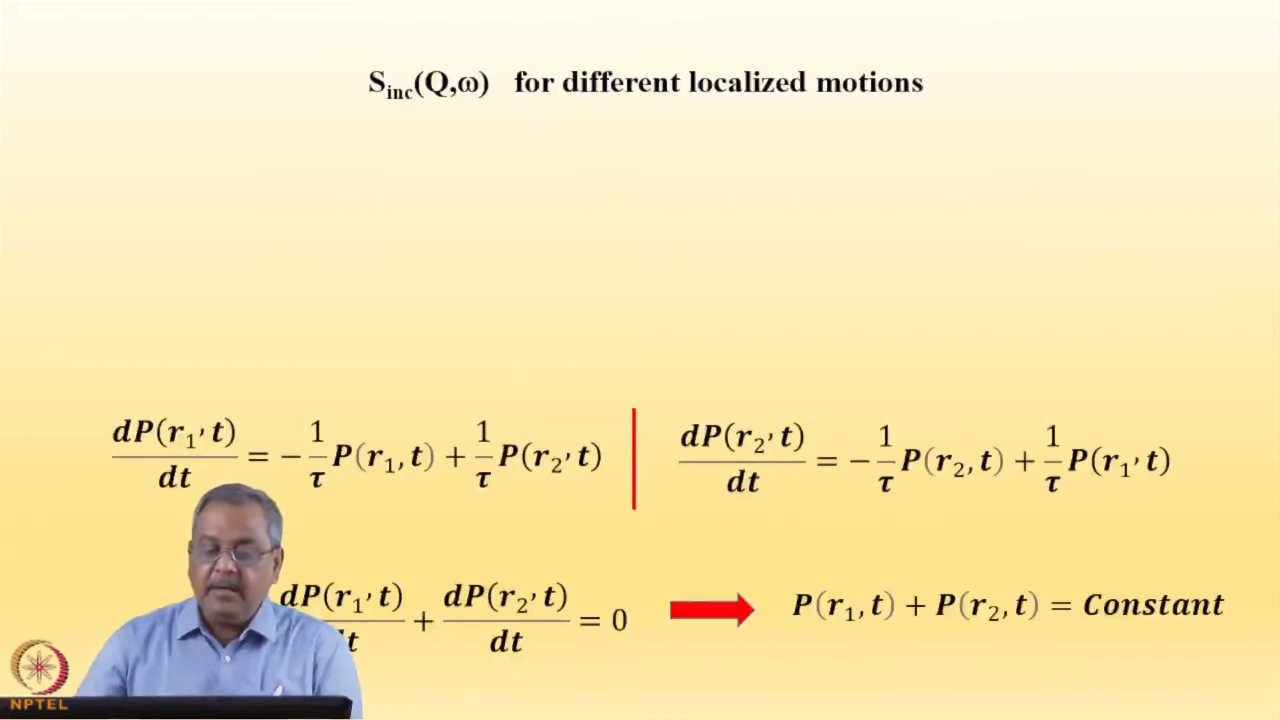 S_inc(Q,ω) for different localized motions
dP(r₁,t)/dt = −1/τ P(r₁,t) + 1/τ P(r₂,t) | dP(r₂,t)/dt = −1/τ P(r₂,t) + 1/τ P(r₁,t)
dP(r₁,t)/dt + dP(r₂,t)/dt = 0 P(r₁,t) + P(r₂,t) = Constant
NPTEL